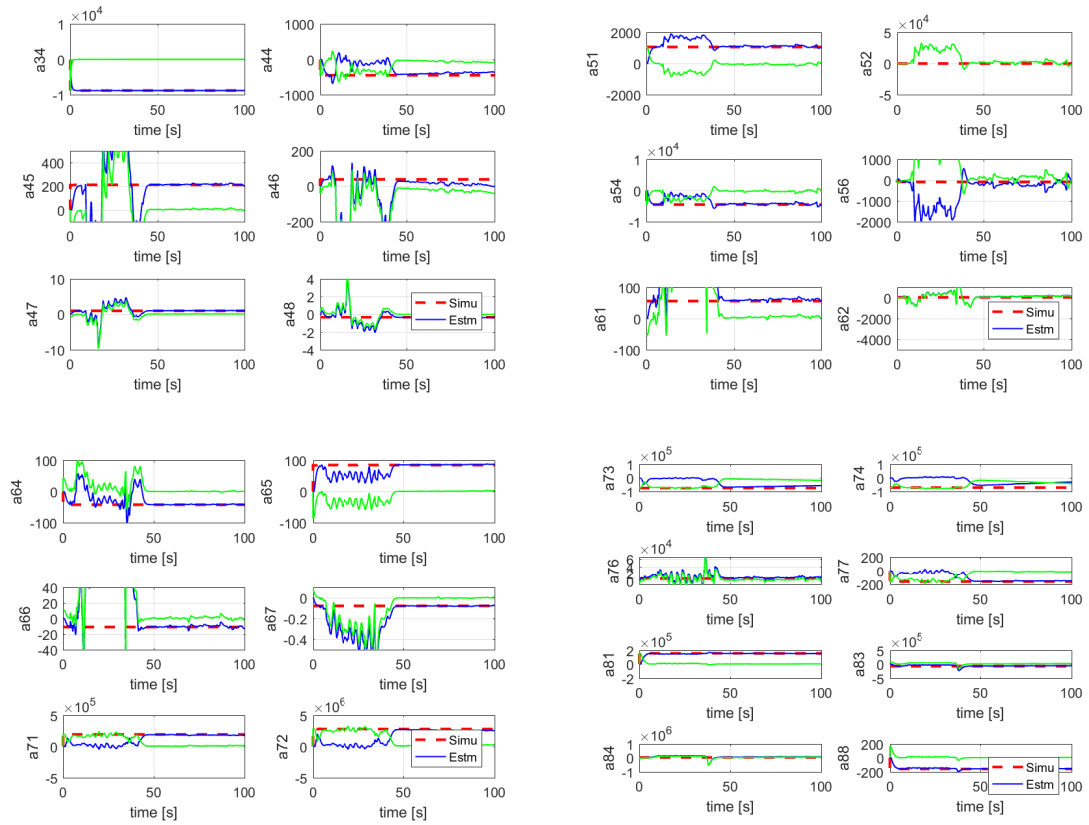 ×10⁴
1
0
-1
a34
0 50 100
time [s]
1000
0
1000
a44
0 50 100
time [s]
400
200
0
a45
0 50 100
time [s]
200
0
-200
a46
0 50 100
time [s]
10
0
-10
a47
0 50 100
time [s]
4
2
0
-2
-4
a48
Simu
Estm
0 50 100
time [s]
2000
0
2000
a51
0 50 100
time [s]
×10⁴
5
0
-5
a52
0 50 100
time [s]
×10⁴
1
0
-1
a54
0 50 100
time [s]
1000
0
-1000
-2000
a56
0 50 100
time [s]
100
0
-100
a61
0 50 100
time [s]
0
-2000
-4000
a62
Simu
Estm
0 50 100
time [s]
100
0
-100
a64
0 50 100
time [s]
100
0
-100
a65
0 50 100
time [s]
40
20
0
-20
-40
a66
0 50 100
time [s]
0
-0.2
-0.4
a67
0 50 100
time [s]
×10⁵
5
0
-5
a71
0 50 100
time [s]
×10⁶
5
0
-5
a72
Simu
Estm
0 50 100
time [s]
×10⁵
1
0
-1
a73
0 50 100
time [s]
×10⁵
1
0
-1
a74
0 50 100
time [s]
×10⁴
6
4
2
0
a76
0 50 100
time [s]
200
0
-200
a77
0 50 100
time [s]
×10⁵
2
0
-2
a81
0 50 100
time [s]
×10⁵
5
0
-5
a83
0 50 100
time [s]
×10⁶
1
0
-1
a84
0 50 100
time [s]
200
0
-200
a88
Simu
Estm
0 50 100
time [s]